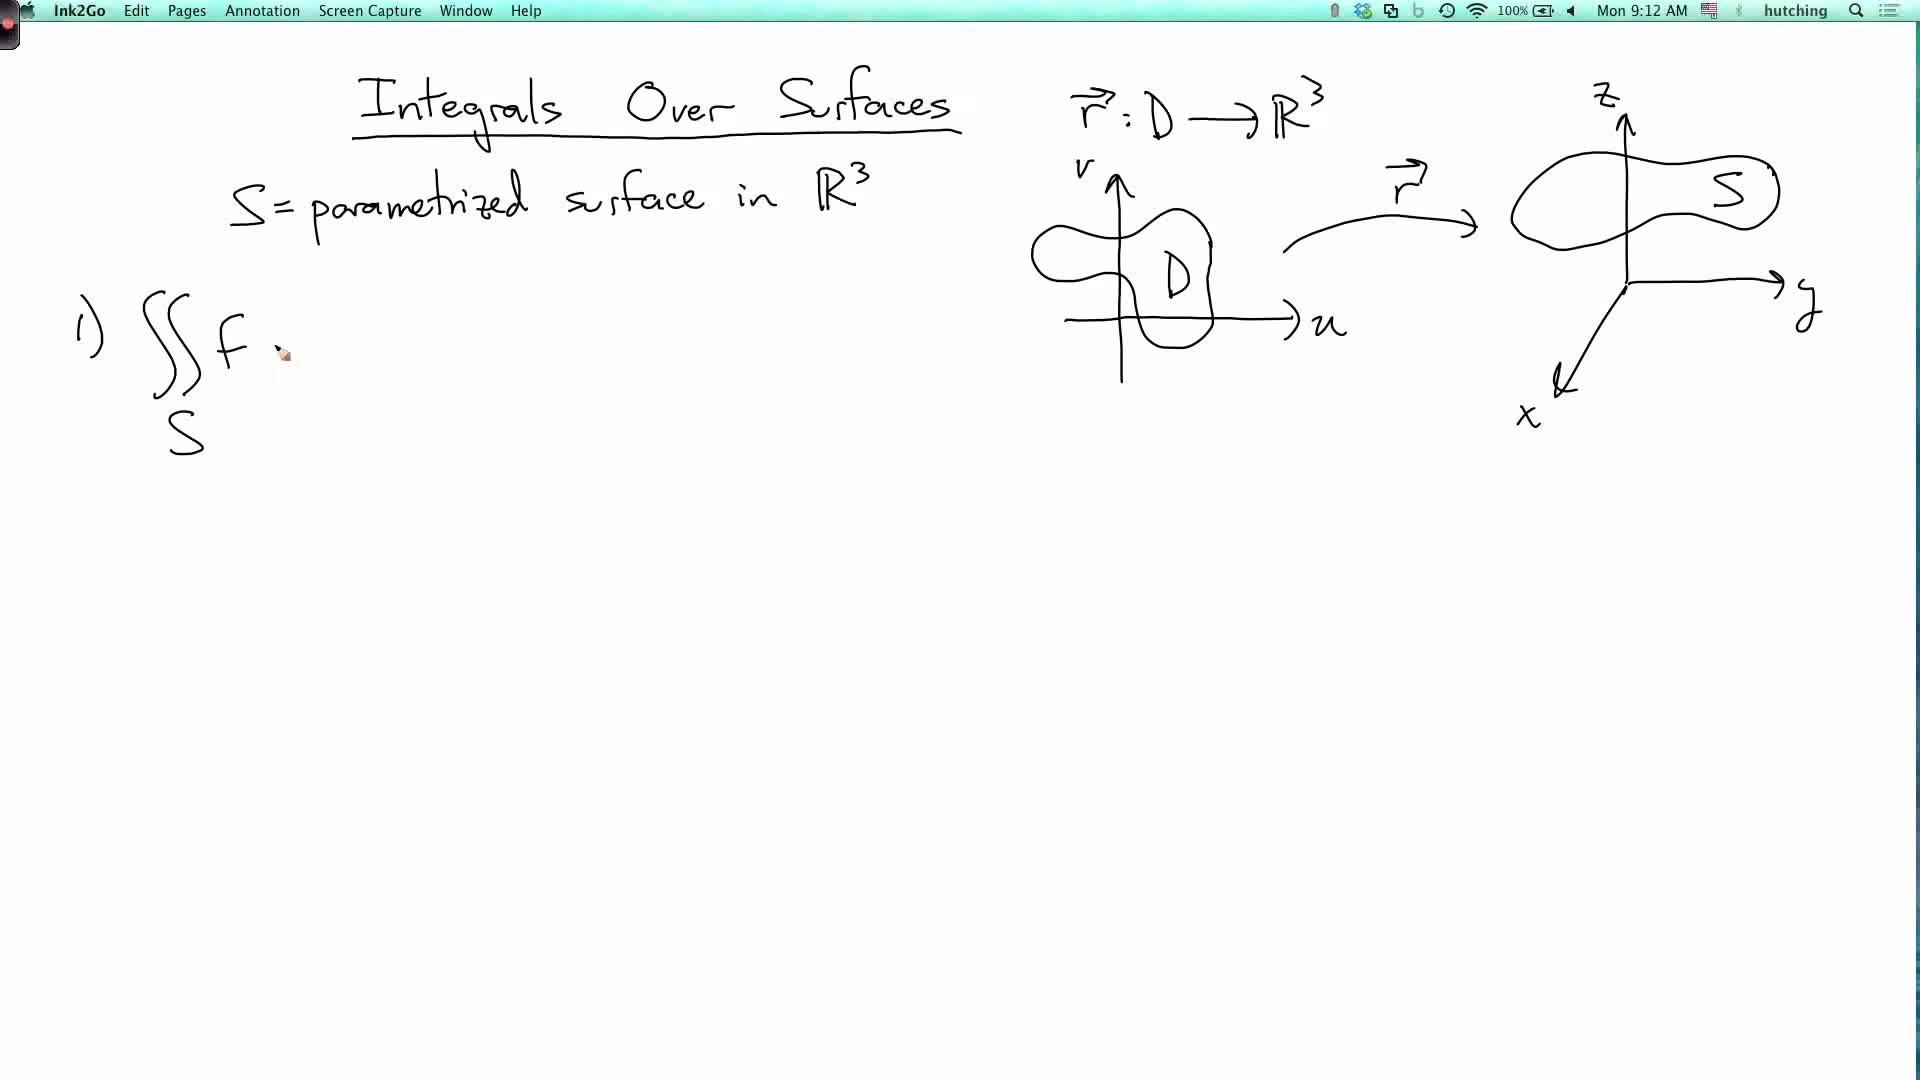 Ink2Go Edit Pages Annotation Screen Capture Window Help 100% Mon 9:12 AM hutching
Integrals Over Surfaces
S = parametrized surface in ℝ³
1) ∬ f
S
r⃗ : D ⟶ ℝ³
v
D
u
r⃗
z
S
y
x